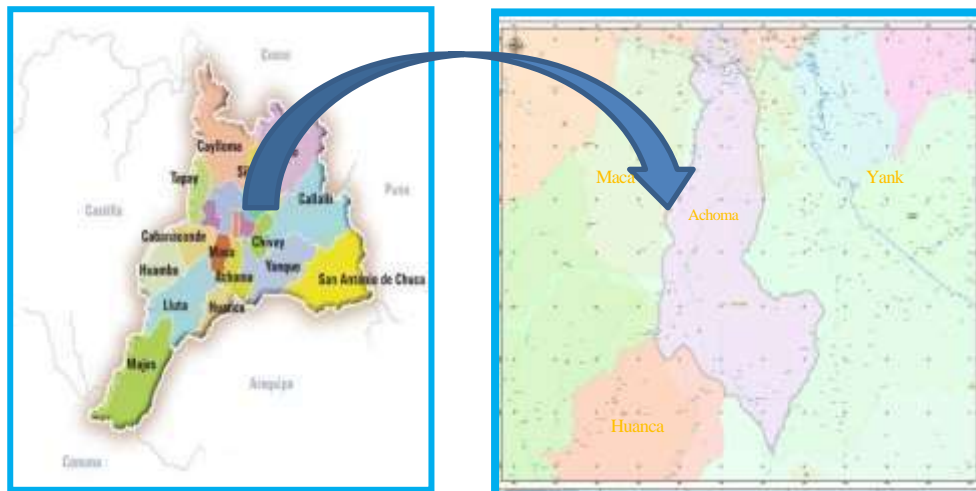 Cusco
Caylloma
Tapay
Callalli
Puno
Castilla
Cabanaconde
Chivay
Maca
Yanque
Huambo
Achoma
San Antonio de Chuca
Lluta
Huanca
Majes
Arequipa
Camana
Maca
Yank
Achoma
Huanca